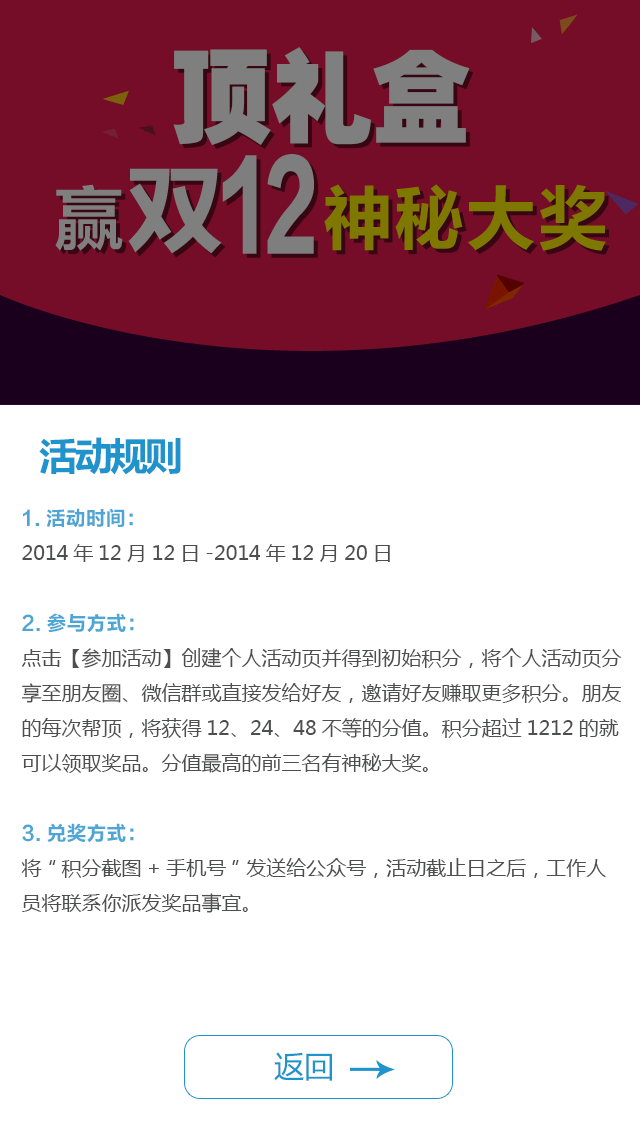 顶礼盒
赢双12神秘大奖
活动规则
1. 活动时间：
2014 年 12 月 12 日 -2014 年 12 月 20 日
2. 参与方式：
点击【参加活动】创建个人活动页并得到初始积分，将个人活动页分
享至朋友圈、微信群或直接发给好友，邀请好友赚取更多积分。朋友
的每次帮顶，将获得 12、24、48 不等的分值。积分超过 1212 的就
可以领取奖品。分值最高的前三名有神秘大奖。
3. 兑奖方式：
将 “ 积分截图 + 手机号 ” 发送给公众号，活动截止日之后，工作人
员将联系你派发奖品事宜。
返回